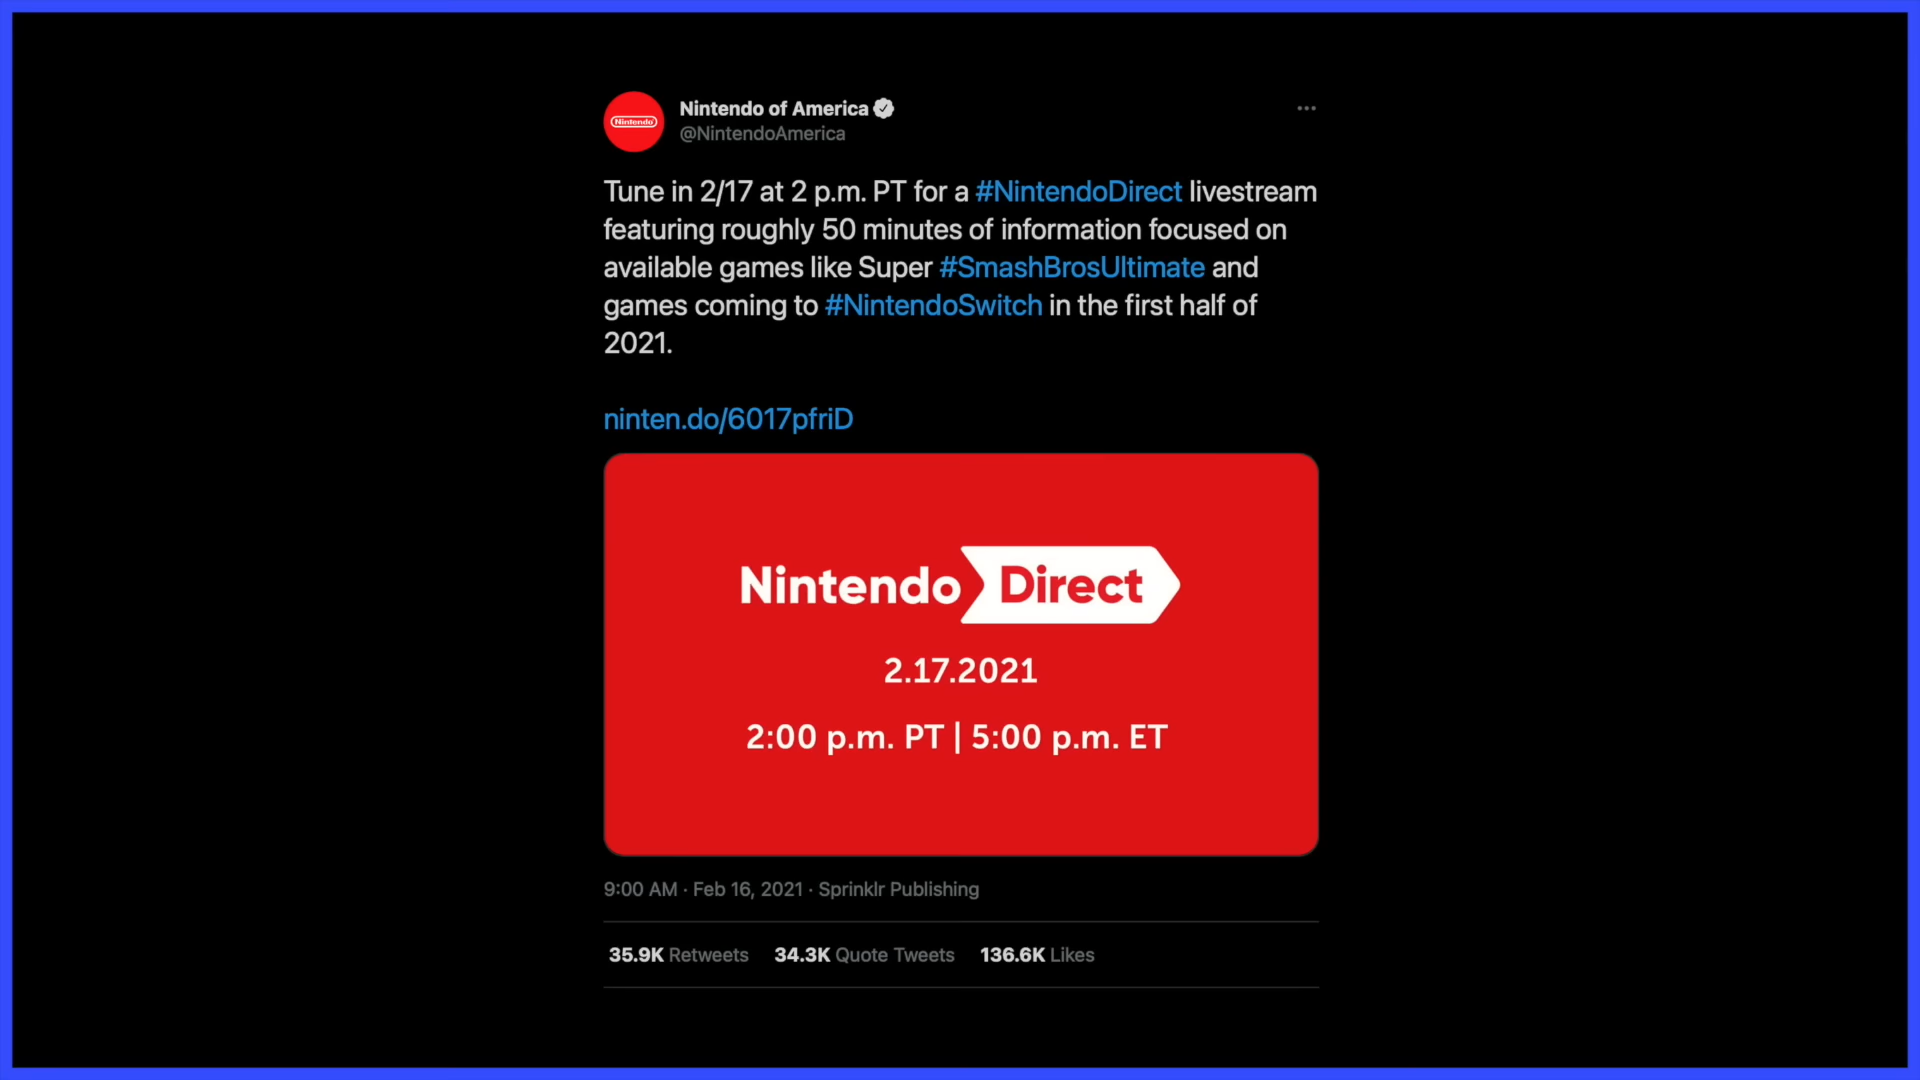 Nintendo
Nintendo of America
@NintendoAmerica
Tune in 2/17 at 2 p.m. PT for a #NintendoDirect livestream
featuring roughly 50 minutes of information focused on
available games like Super #SmashBrosUltimate and
games coming to #NintendoSwitch in the first half of
2021.
ninten.do/6017pfriD
Nintendo Direct
2.17.2021
2:00 p.m. PT | 5:00 p.m. ET
9:00 AM · Feb 16, 2021 · Sprinklr Publishing
35.9K Retweets 34.3K Quote Tweets 136.6K Likes